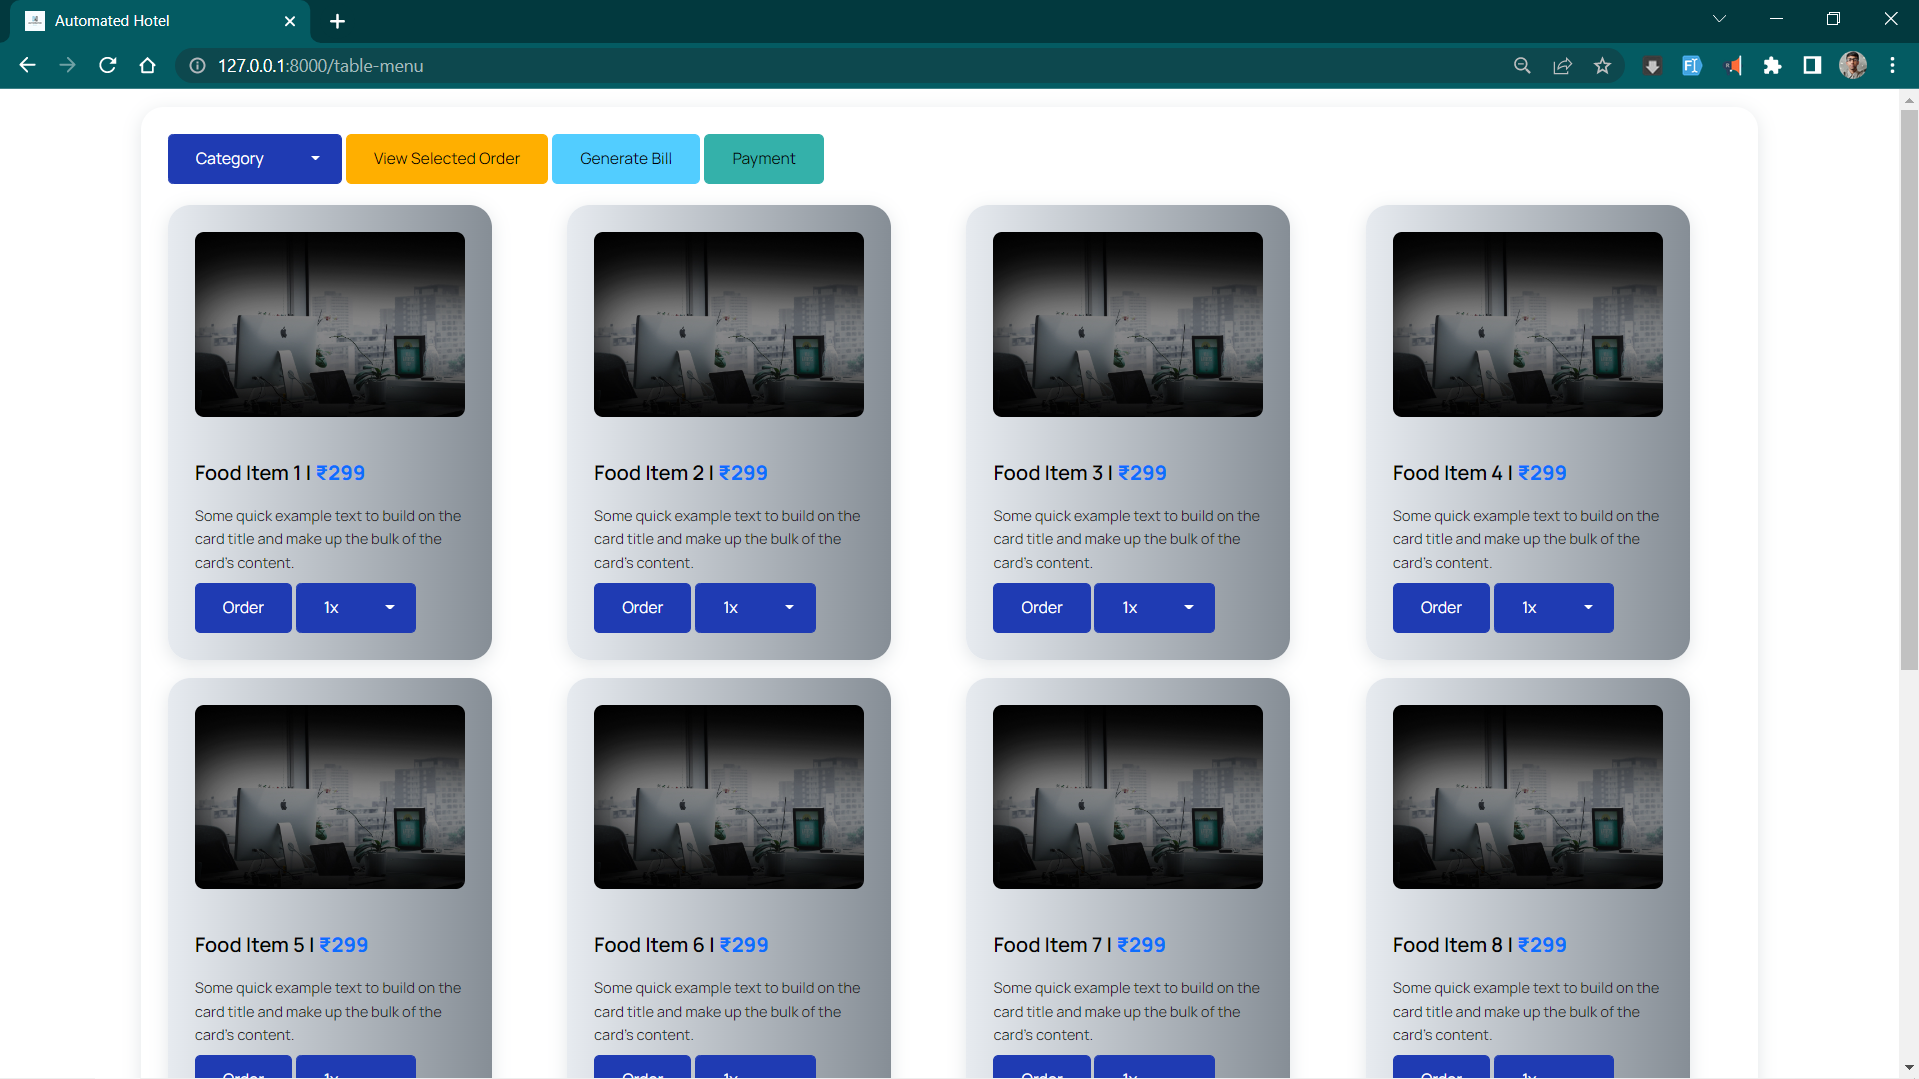 Automated Hotel
127.0.0.1:8000/table-menu
Category
View Selected Order
Generate Bill
Payment
Food Item 1 | ₹299
Some quick example text to build on the
card title and make up the bulk of the
card's content.
Order
1x
Food Item 2 | ₹299
Some quick example text to build on the
card title and make up the bulk of the
card's content.
Order
1x
Food Item 3 | ₹299
Some quick example text to build on the
card title and make up the bulk of the
card's content.
Order
1x
Food Item 4 | ₹299
Some quick example text to build on the
card title and make up the bulk of the
card's content.
Order
1x
Food Item 5 | ₹299
Some quick example text to build on the
card title and make up the bulk of the
card's content.
Order
1x
Food Item 6 | ₹299
Some quick example text to build on the
card title and make up the bulk of the
card's content.
Order
1x
Food Item 7 | ₹299
Some quick example text to build on the
card title and make up the bulk of the
card's content.
Order
1x
Food Item 8 | ₹299
Some quick example text to build on the
card title and make up the bulk of the
card's content.
Order
1x